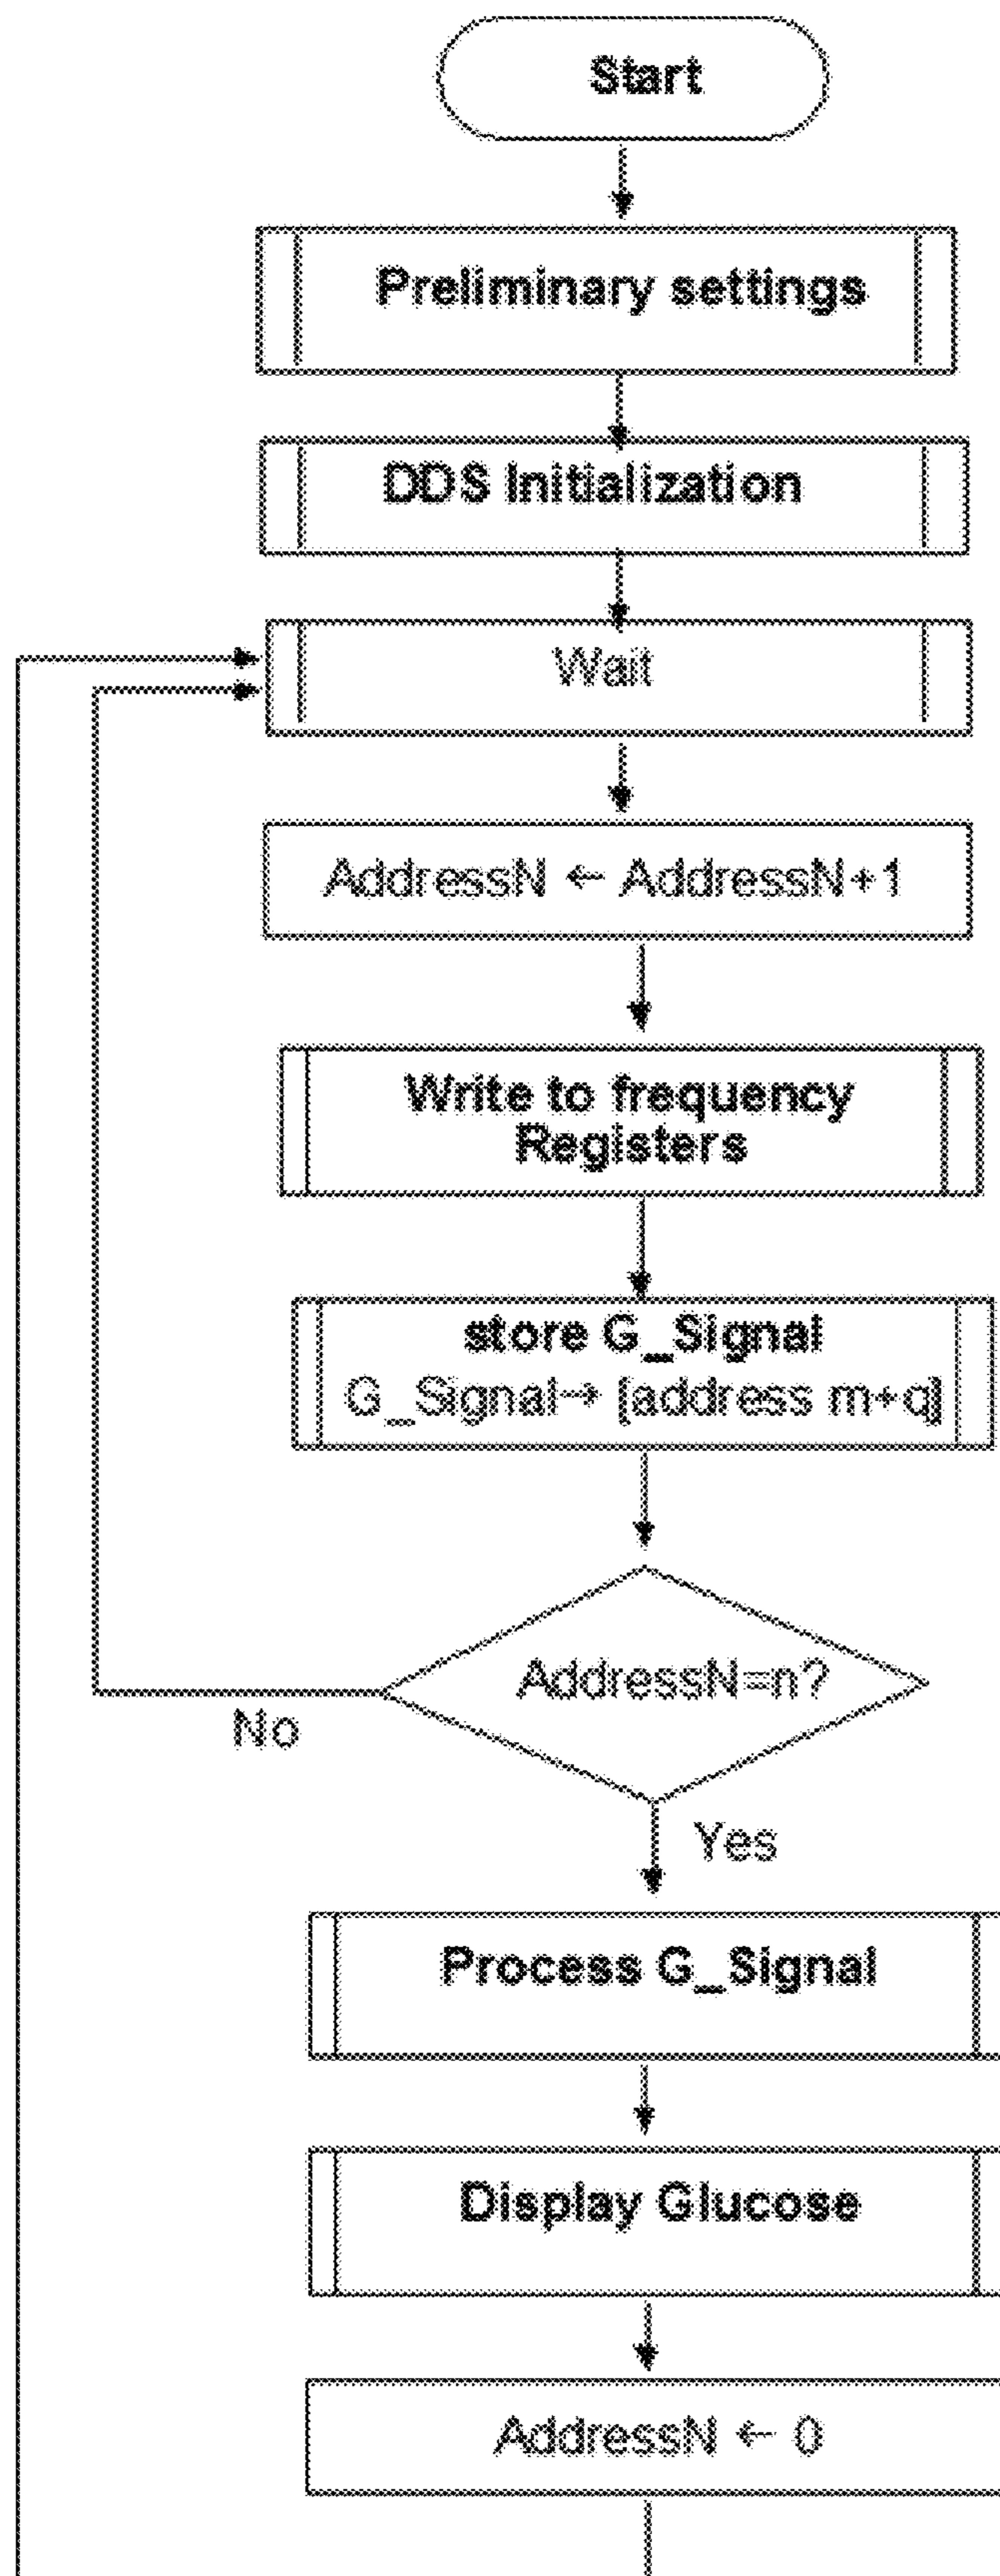 Start
Preliminary settings
DDS Initialization
Wait
AddressN ← AddressN+1
Write to frequency
Registers
store G_Signal
G_Signal→ [address m+q]
AddressN=n?
No
Yes
Process G_Signal
Display Glucose
AddressN ← 0